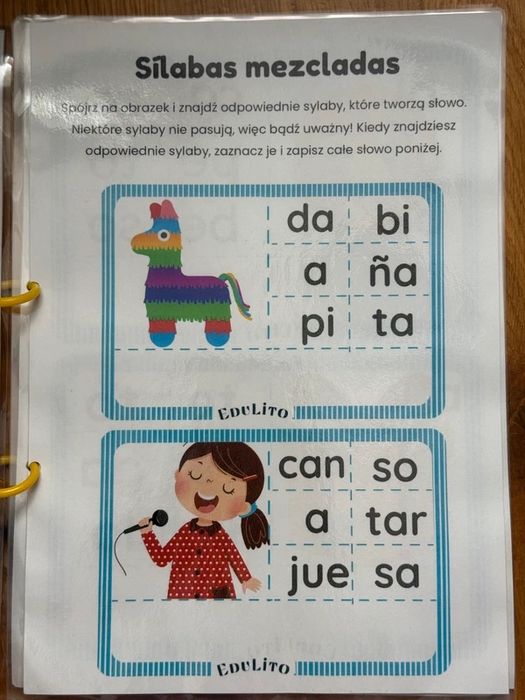 Sílabas mezcladas
Spójrz na obrazek i znajdź odpowiednie sylaby, które tworzą słowo.
Niektóre sylaby nie pasują, więc bądź uważny! Kiedy znajdziesz
odpowiednie sylaby, zaznacz je i zapisz całe słowo poniżej.
da bi
a ña
pi ta
EDULITO
can so
a tar
jue sa
EDULITO